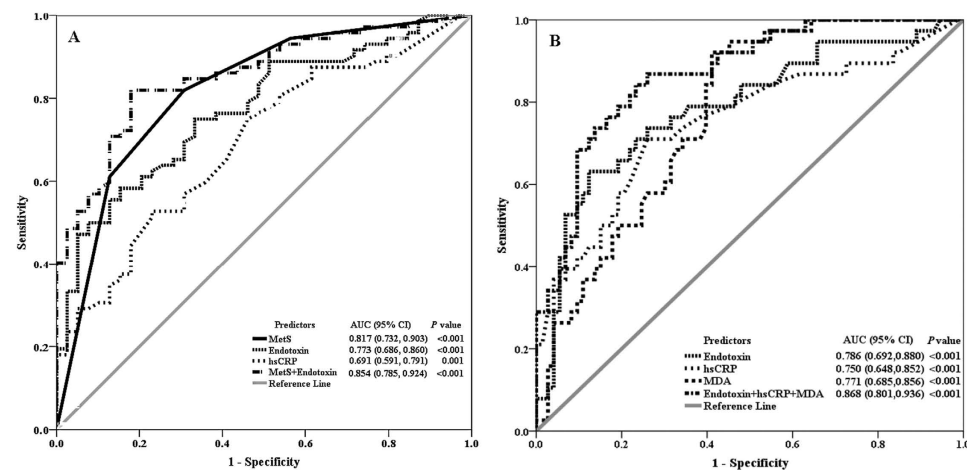 A
1.0
0.8
0.6
0.4
0.2
0.0
Sensitivity
0.0 0.2 0.4 0.6 0.8 1.0
1 - Specificity
Predictors AUC (95% CI) P value
MetS 0.817 (0.732, 0.903) <0.001
Endotoxin 0.773 (0.686, 0.860) <0.001
hsCRP 0.691 (0.591, 0.791) 0.001
MetS+Endotoxin 0.854 (0.785, 0.924) <0.001
Reference Line
B
1.0
0.8
0.6
0.4
0.2
0.0
Sensitivity
0.0 0.2 0.4 0.6 0.8 1.0
1 - Specificity
Predictors AUC (95% CI) P value
Endotoxin 0.786 (0.692,0.880) <0.001
hsCRP 0.750 (0.648,0.852) <0.001
MDA 0.771 (0.685,0.856) <0.001
Endotoxin+hsCRP+MDA 0.868 (0.801,0.936) <0.001
Reference Line